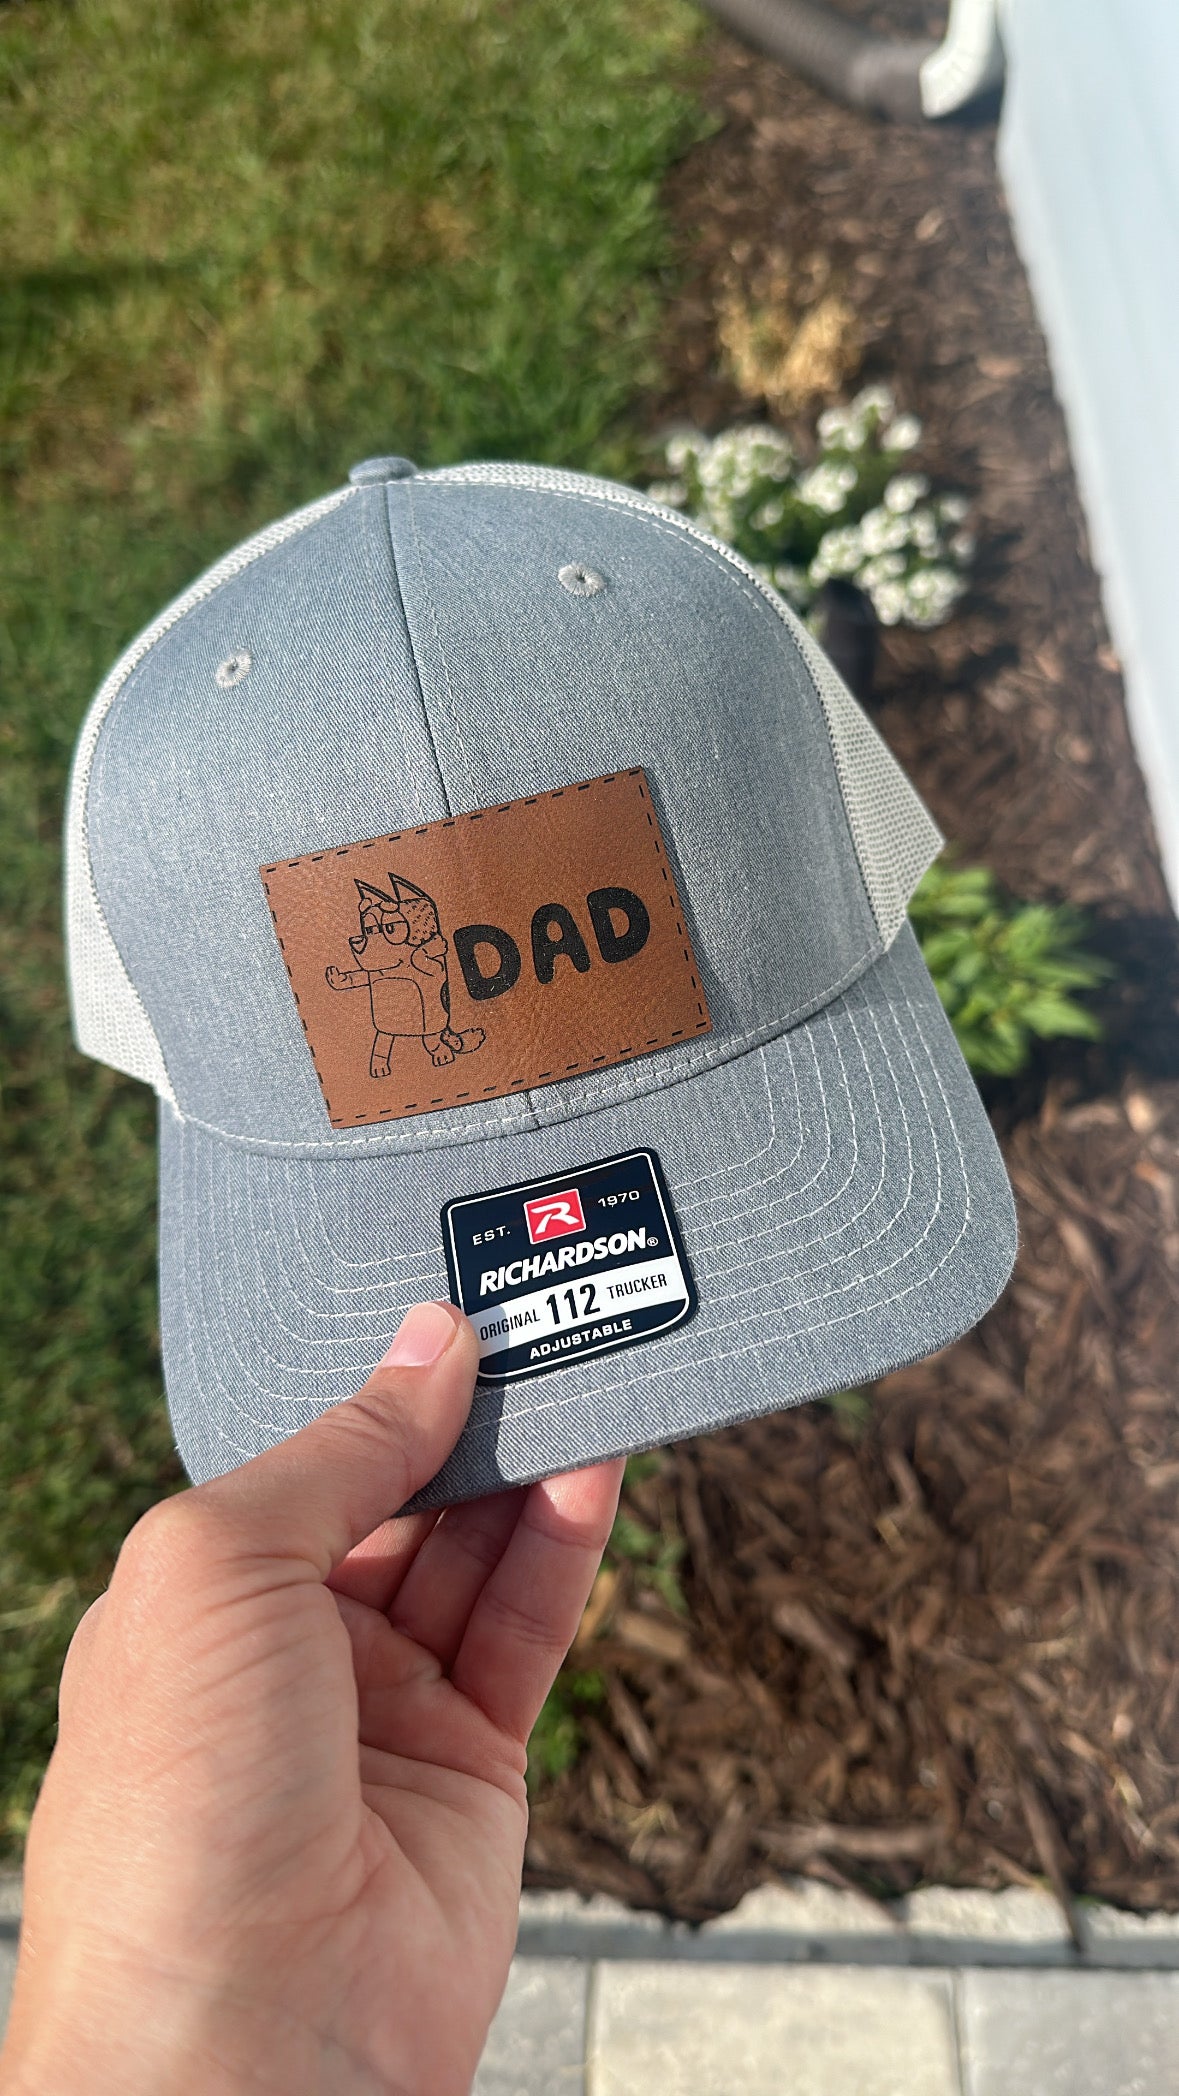 DAD
EST. R 1970
RICHARDSON®
ORIGINAL 112 TRUCKER
ADJUSTABLE